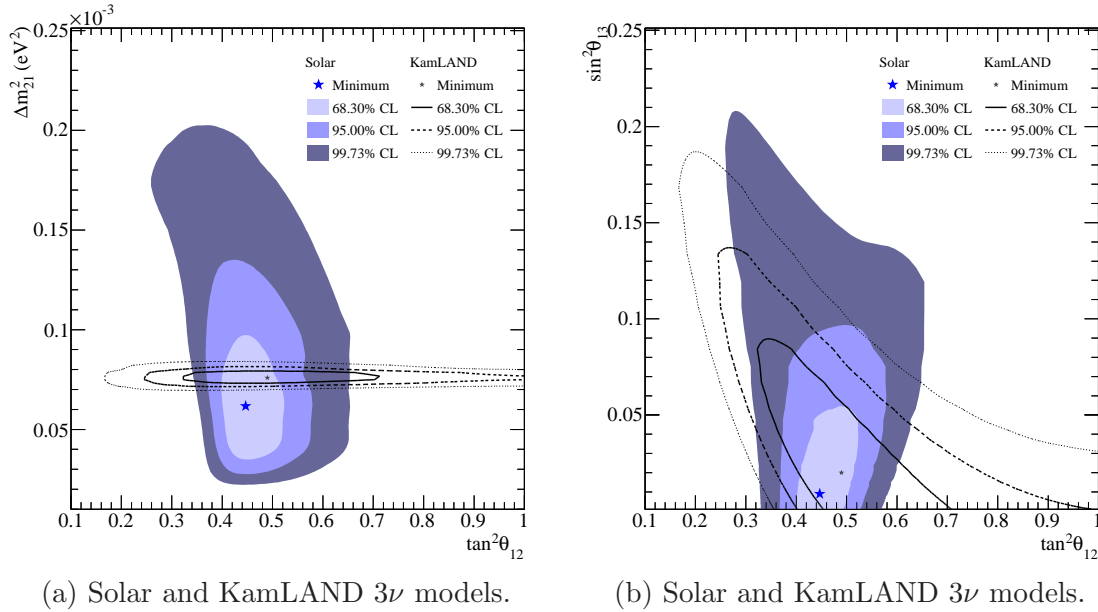 ×10⁻³
Δm²₂₁ (eV²)
0.25
0.2
0.15
0.1
0.05
0.1 0.2 0.3 0.4 0.5 0.6 0.7 0.8 0.9 1
tan²θ₁₂
Solar KamLAND
Minimum Minimum
68.30% CL 68.30% CL
95.00% CL 95.00% CL
99.73% CL 99.73% CL
(a) Solar and KamLAND 3ν models.
sin²θ₁₃
0.25
0.2
0.15
0.1
0.05
0.1 0.2 0.3 0.4 0.5 0.6 0.7 0.8 0.9 1
tan²θ₁₂
Solar KamLAND
Minimum Minimum
68.30% CL 68.30% CL
95.00% CL 95.00% CL
99.73% CL 99.73% CL
(b) Solar and KamLAND 3ν models.